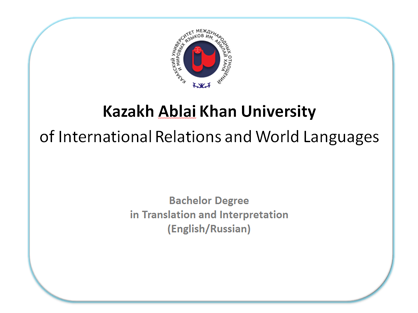 КАЗАХСКИЙ УНИВЕРСИТЕТ МЕЖДУНАРОДНЫХ ОТНОШЕНИЙ
И МИРОВЫХ ЯЗЫКОВ ИМ. АБЫЛАЙ ХАНА
Kazakh Ablai Khan University
of International Relations and World Languages
Bachelor Degree
in Translation and Interpretation
(English/Russian)